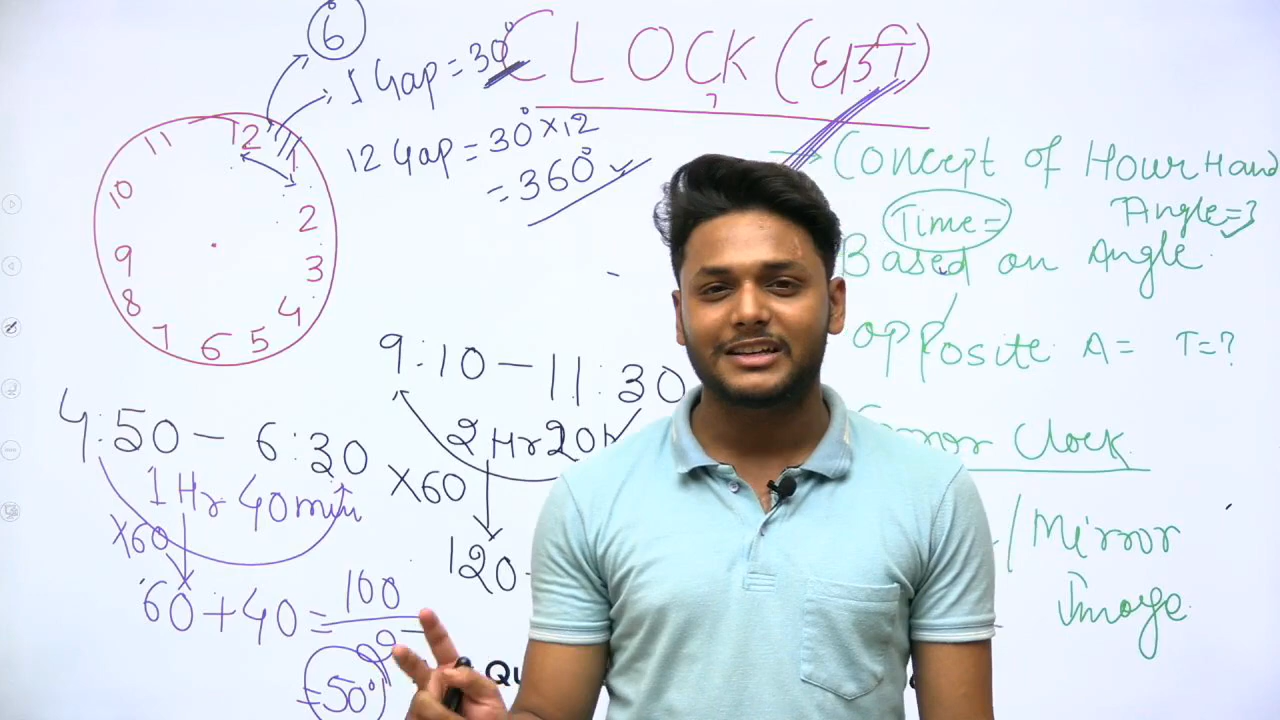 6°
1 Gap = 30°
CLOCK (घड़ी)
12 Gap = 30° × 12
= 360° ✓
12
1
2
3
4
5
6
7
8
9
10
11
→ Concept of Hour Hand
Time =
Angle =3
Based on Angle
opposite A = T = ?
Clock
/ Mirror
Image
9:10 – 11:30
2 Hr 20
×60
120
4:50 – 6:30
1 Hr 40 min
×60
60 + 40 = 100
= 50°
Qu